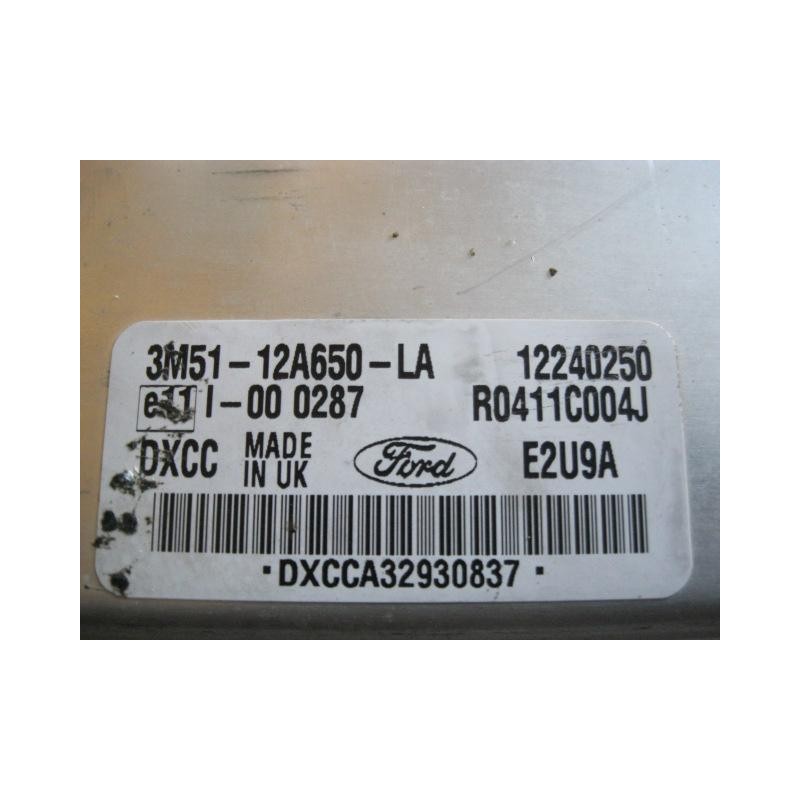 3M51-12A650-LA 12240250
e11 I-00 0287 R0411C004J
DXCC MADE IN UK Ford E2U9A
DXCCA32930837